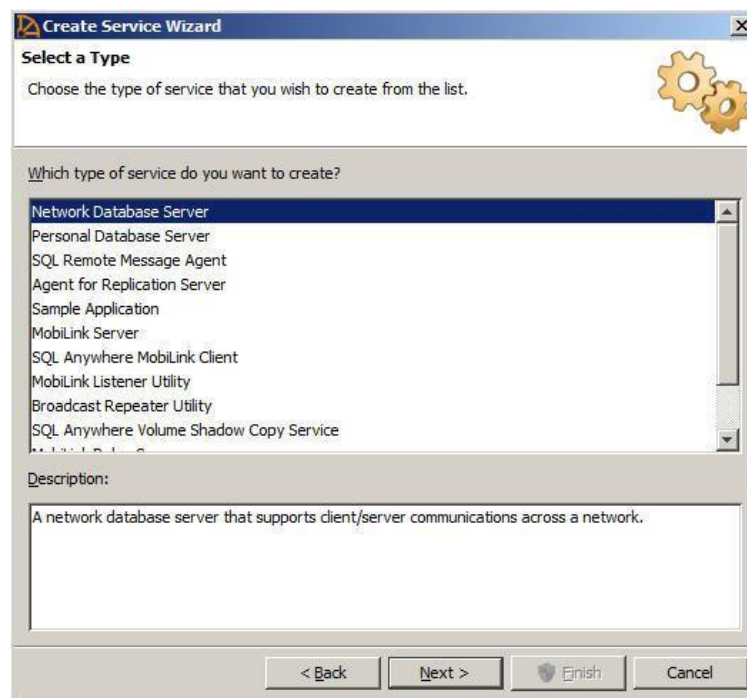 Create Service Wizard
Select a Type
Choose the type of service that you wish to create from the list.
Which type of service do you want to create?
Network Database Server
Personal Database Server
SQL Remote Message Agent
Agent for Replication Server
Sample Application
MobiLink Server
SQL Anywhere MobiLink Client
MobiLink Listener Utility
Broadcast Repeater Utility
SQL Anywhere Volume Shadow Copy Service
Description:
A network database server that supports client/server communications across a network.
< Back
Next >
Finish
Cancel